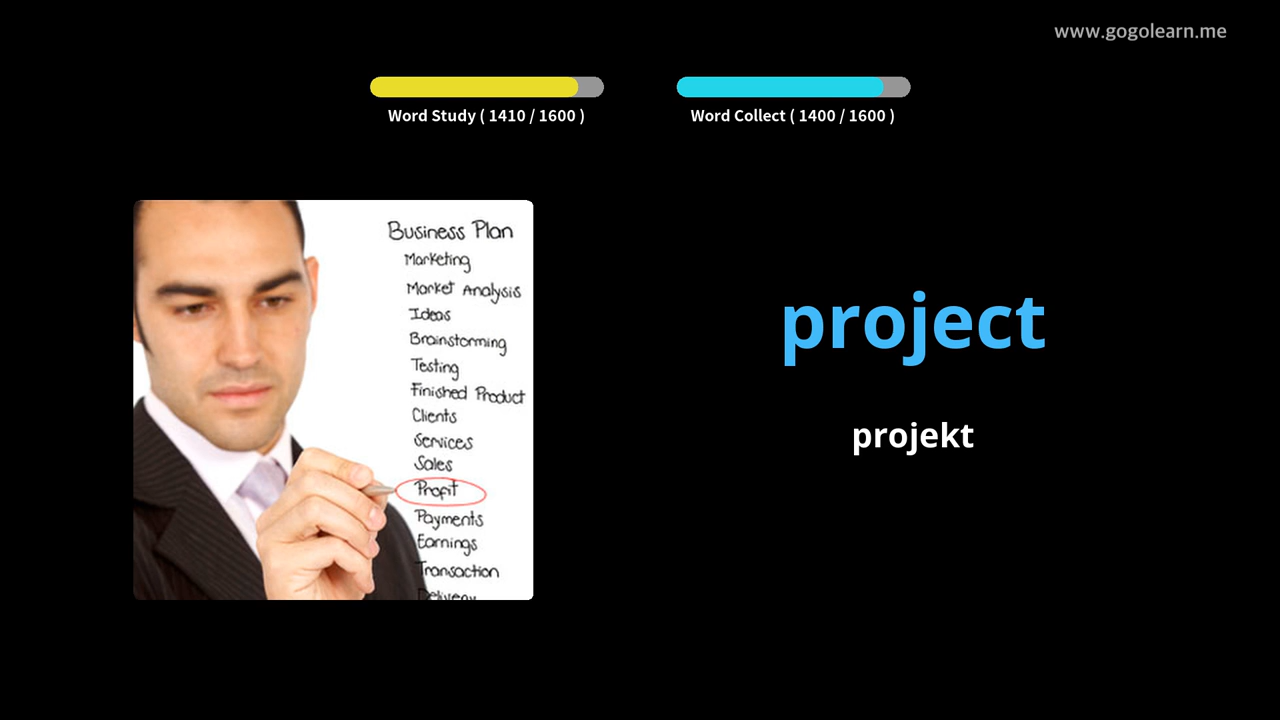 www.gogolearn.me
Word Study ( 1410 / 1600 )
Word Collect ( 1400 / 1600 )
Business Plan
Marketing
Market Analysis
Ideas
Brainstorming
Testing
Finished Product
Clients
Services
Sales
Profit
Payments
Earnings
Transaction
Delivery
project
projekt